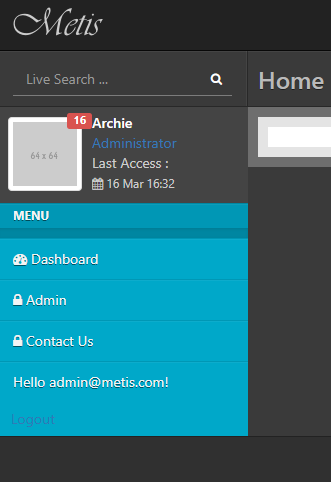 Metis
Live Search ...
Home
16
Archie
Administrator
64 x 64
Last Access :
16 Mar 16:32
MENU
Dashboard
Admin
Contact Us
Hello admin@metis.com!
Logout